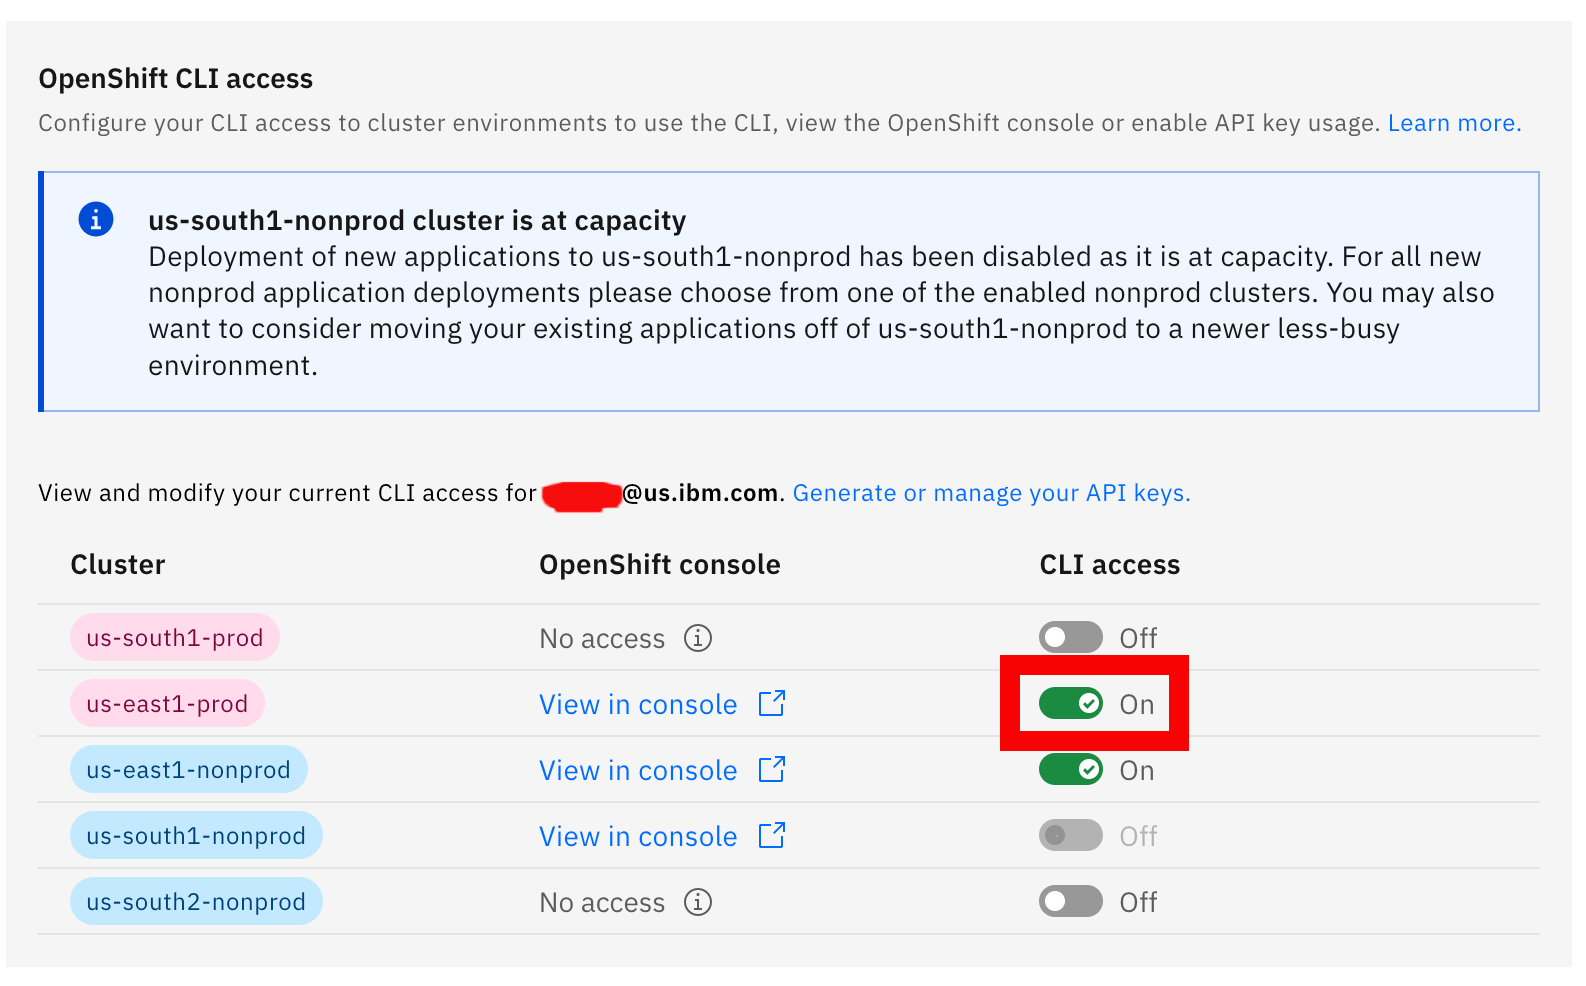 OpenShift CLI access
Configure your CLI access to cluster environments to use the CLI, view the OpenShift console or enable API key usage. Learn more.
us-south1-nonprod cluster is at capacity
Deployment of new applications to us-south1-nonprod has been disabled as it is at capacity. For all new
nonprod application deployments please choose from one of the enabled nonprod clusters. You may also
want to consider moving your existing applications off of us-south1-nonprod to a newer less-busy
environment.
View and modify your current CLI access for @us.ibm.com. Generate or manage your API keys.
Cluster OpenShift console CLI access
us-south1-prod No access Off
us-east1-prod View in console On
us-east1-nonprod View in console On
us-south1-nonprod View in console Off
us-south2-nonprod No access Off